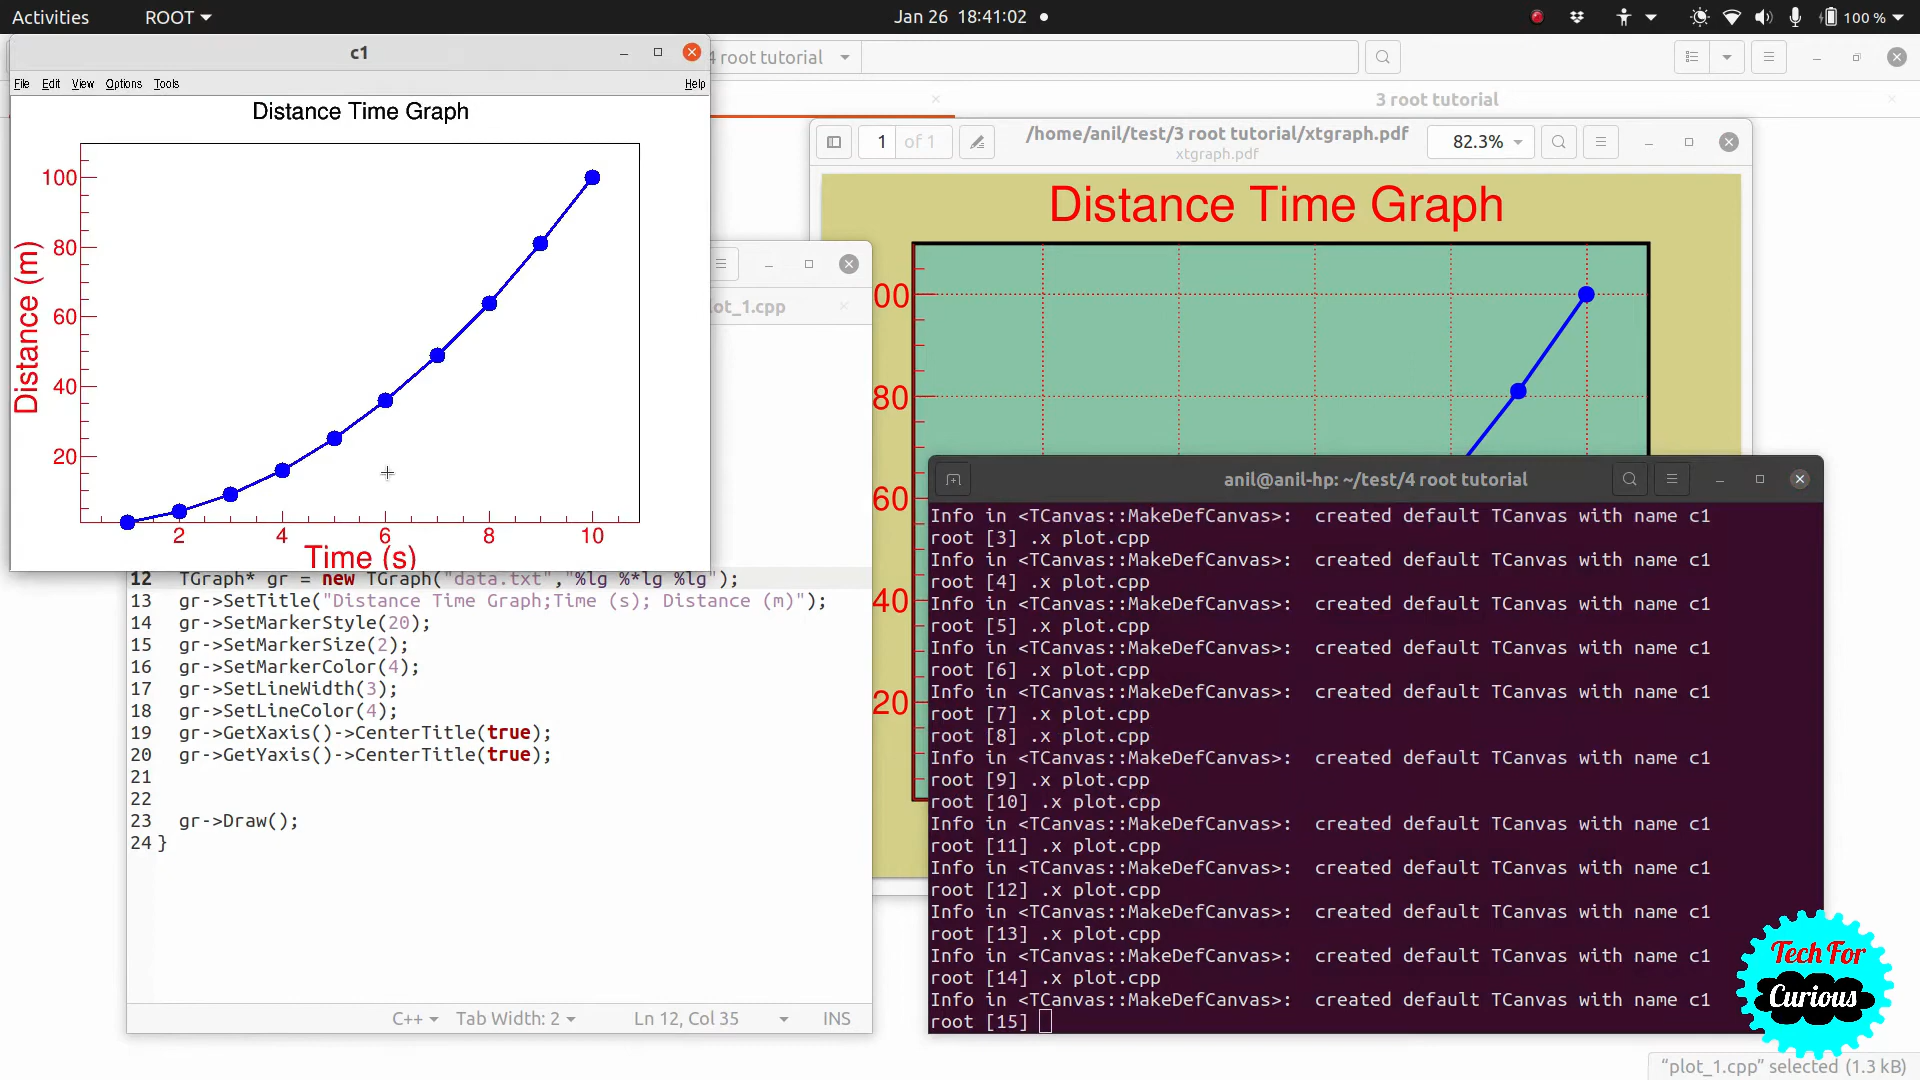 Activities
ROOT
Jan 26 18:41:02
100 %
c1
File Edit View Options Tools
Help
Distance Time Graph
100
80
60
40
20
2 4 6 8 10
Distance (m)
Time (s)
4 root tutorial
3 root tutorial
lot_1.cpp
12 TGraph* gr = new TGraph("data.txt","%lg %*lg %lg");
13 gr->SetTitle("Distance Time Graph;Time (s); Distance (m)");
14 gr->SetMarkerStyle(20);
15 gr->SetMarkerSize(2);
16 gr->SetMarkerColor(4);
17 gr->SetLineWidth(3);
18 gr->SetLineColor(4);
19 gr->GetXaxis()->CenterTitle(true);
20 gr->GetYaxis()->CenterTitle(true);
21
22
23 gr->Draw();
24 }
C++ Tab Width: 2 Ln 12, Col 35 INS
1 of 1
/home/anil/test/3 root tutorial/xtgraph.pdf
xtgraph.pdf
82.3%
Distance Time Graph
00
80
60
40
20
anil@anil-hp: ~/test/4 root tutorial
Info in <TCanvas::MakeDefCanvas>: created default TCanvas with name c1
root [3] .x plot.cpp
Info in <TCanvas::MakeDefCanvas>: created default TCanvas with name c1
root [4] .x plot.cpp
Info in <TCanvas::MakeDefCanvas>: created default TCanvas with name c1
root [5] .x plot.cpp
Info in <TCanvas::MakeDefCanvas>: created default TCanvas with name c1
root [6] .x plot.cpp
Info in <TCanvas::MakeDefCanvas>: created default TCanvas with name c1
root [7] .x plot.cpp
root [8] .x plot.cpp
Info in <TCanvas::MakeDefCanvas>: created default TCanvas with name c1
root [9] .x plot.cpp
root [10] .x plot.cpp
Info in <TCanvas::MakeDefCanvas>: created default TCanvas with name c1
root [11] .x plot.cpp
Info in <TCanvas::MakeDefCanvas>: created default TCanvas with name c1
root [12] .x plot.cpp
Info in <TCanvas::MakeDefCanvas>: created default TCanvas with name c1
root [13] .x plot.cpp
Info in <TCanvas::MakeDefCanvas>: created default TCanvas with name c1
root [14] .x plot.cpp
Info in <TCanvas::MakeDefCanvas>: created default TCanvas with name c1
root [15]
Tech For
Curious
"plot_1.cpp" selected (1.3 kB)